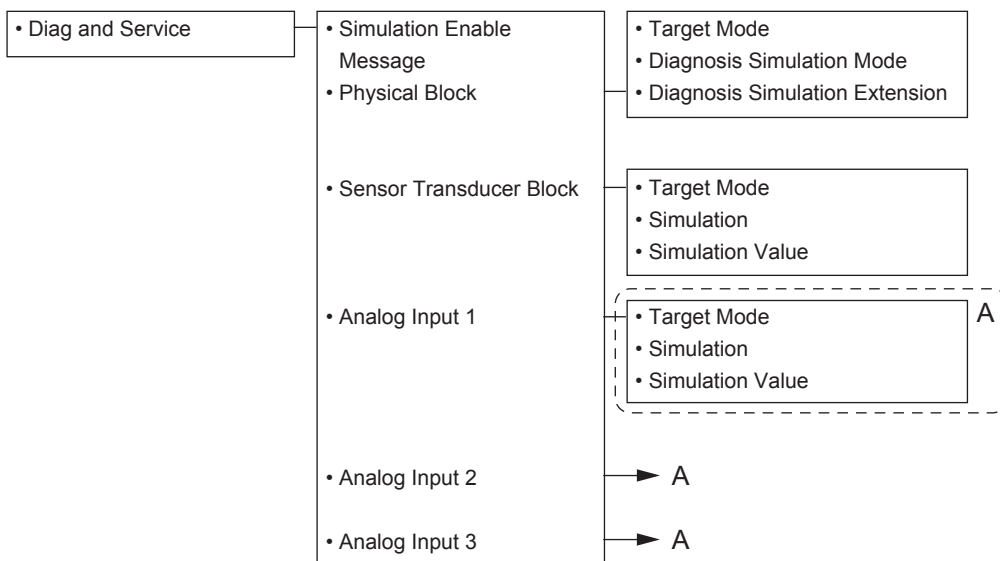 • Diag and Service
• Simulation Enable
Message
• Physical Block
• Target Mode
• Diagnosis Simulation Mode
• Diagnosis Simulation Extension
• Sensor Transducer Block
• Target Mode
• Simulation
• Simulation Value
• Analog Input 1
• Target Mode
• Simulation
• Simulation Value
A
• Analog Input 2
A
• Analog Input 3
A